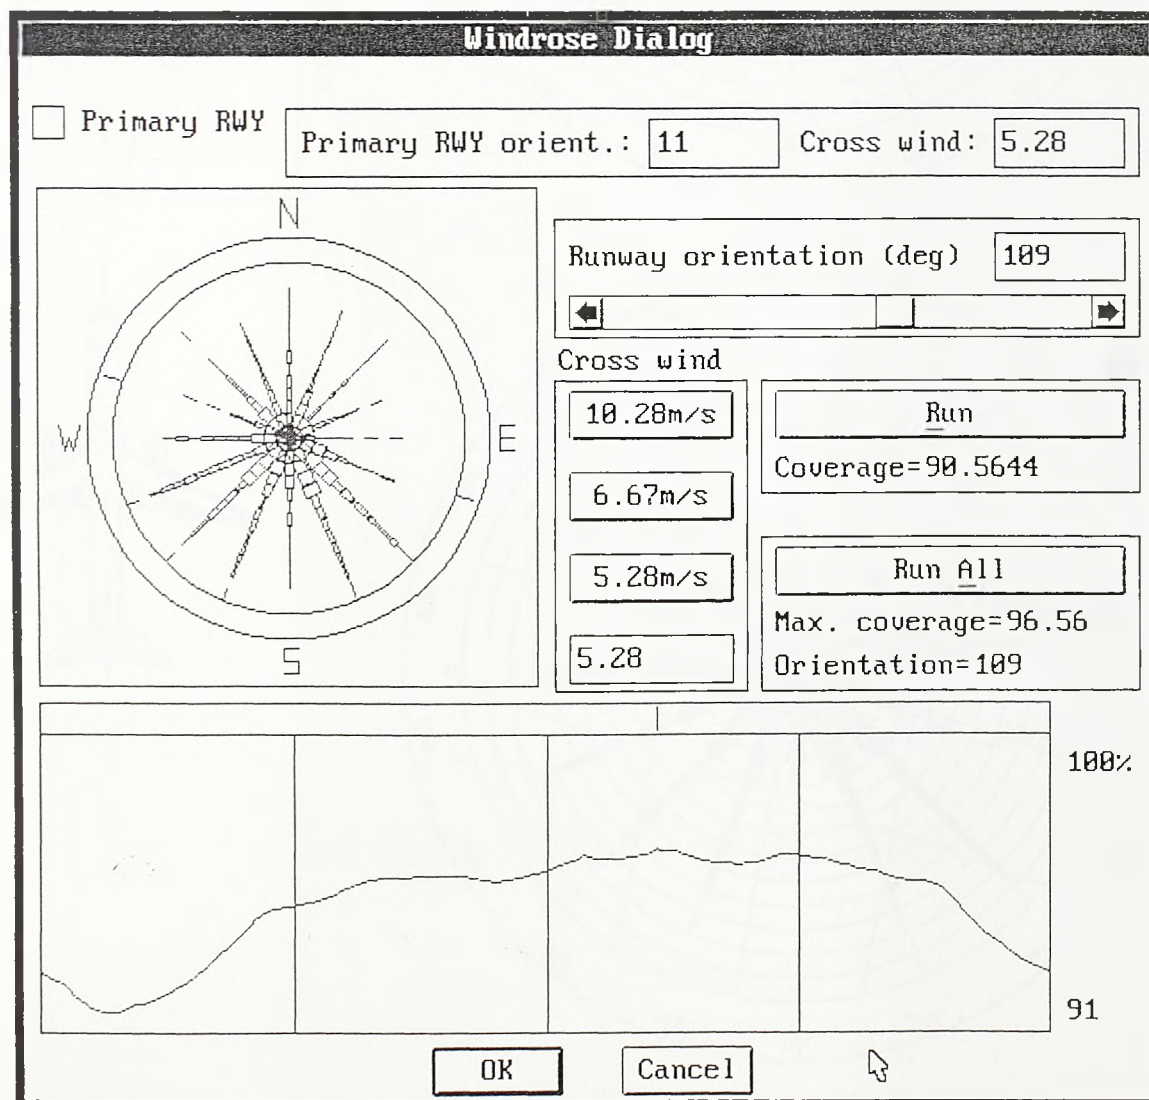 Windrose Dialog
Primary RWY
Primary RWY orient.: 11 Cross wind: 5.28
N
W
E
S
Runway orientation (deg) 109
Cross wind
10.28m/s
6.67m/s
5.28m/s
5.28
Run
Coverage=90.5644
Run All
Max. coverage=96.56
Orientation=109
100%
91
OK Cancel